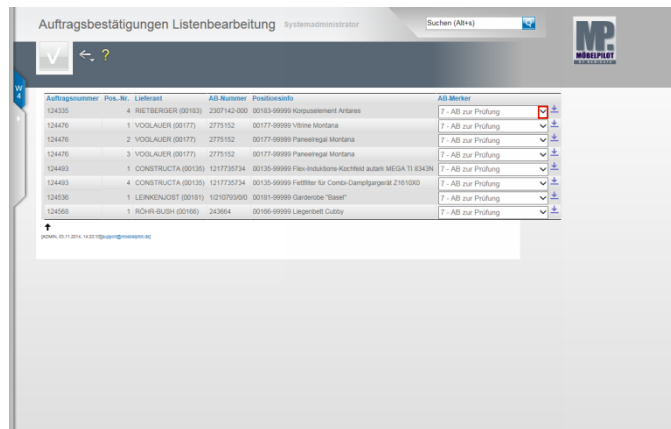 Auftragsbestätigungen Listenbearbeitung Systemadministrator
Suchen (Alt+s)
MP
MÖBELPILOT
?
W
4
Auftragsnummer Pos.-Nr. Lieferant AB-Nummer Positionsinfo AB-Merker
124335 4 RIETBERGER (00183) 2307142-000 00183-99999 Korpuselement Antares 7 - AB zur Prüfung
124476 1 VOGLAUER (00177) 2775152 00177-99999 Vitrine Montana 7 - AB zur Prüfung
124476 2 VOGLAUER (00177) 2775152 00177-99999 Paneelregal Montana 7 - AB zur Prüfung
124476 3 VOGLAUER (00177) 2775152 00177-99999 Paneelregal Montana 7 - AB zur Prüfung
124493 1 CONSTRUCTA (00135) 1217735734 00135-99999 Flex-Induktions-Kochfeld autark MEGA TI 8343N 7 - AB zur Prüfung
124493 4 CONSTRUCTA (00135) 1217735734 00135-99999 Fettfilter für Combi-Dampfgargerät Z1610X0 7 - AB zur Prüfung
124536 1 LEINKENJOST (00181) 1/210793/0/0 00181-99999 Garderobe "Basel" 7 - AB zur Prüfung
124568 1 RÖHR-BUSH (00166) 243664 00166-99999 Liegenbett Cubby 7 - AB zur Prüfung